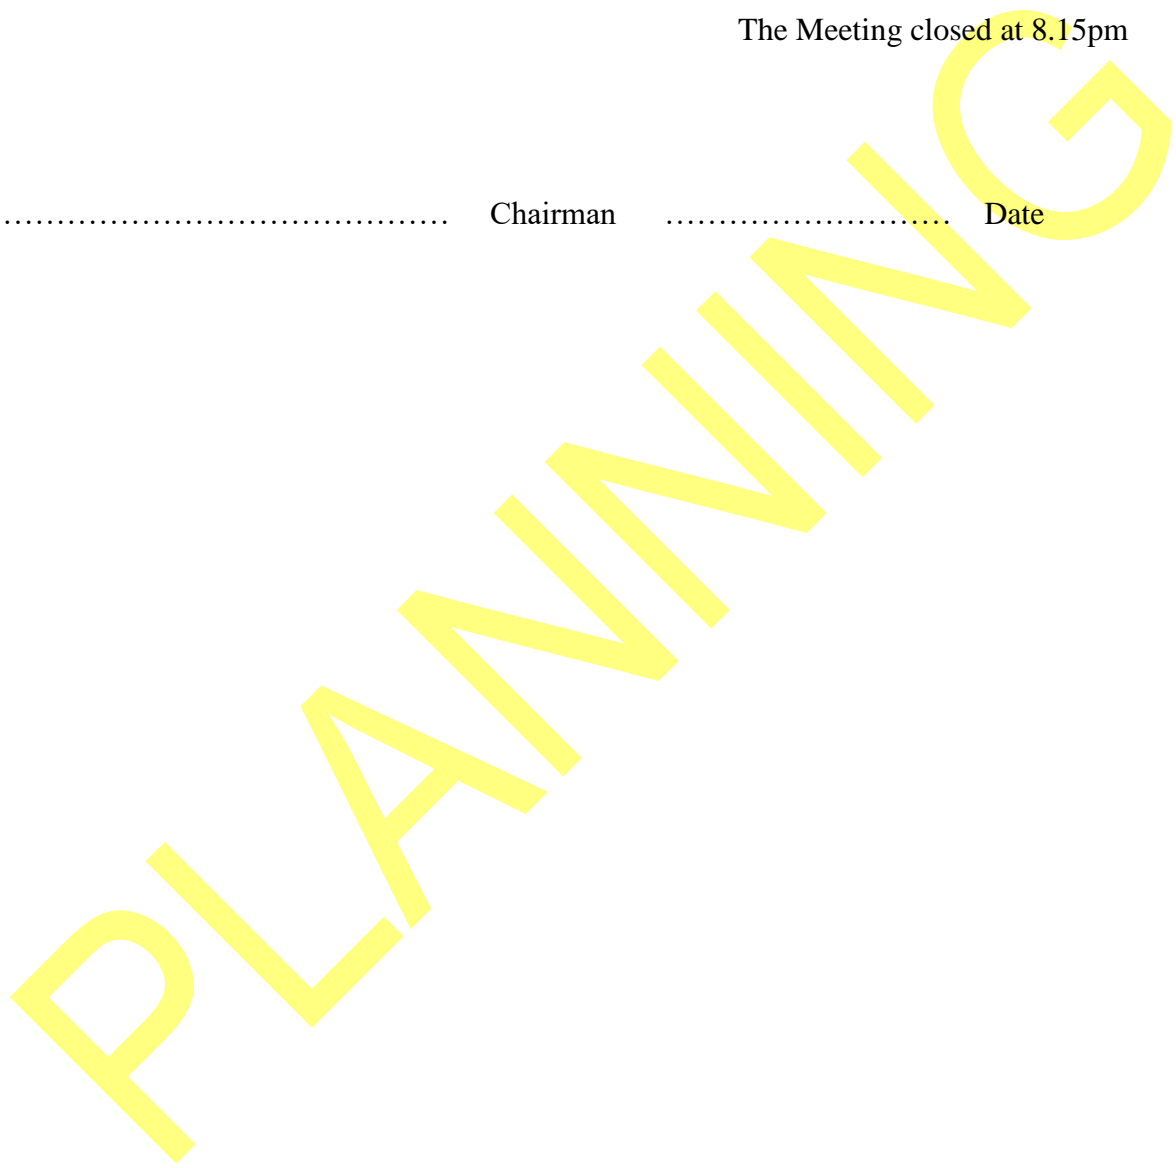 The Meeting closed at 8.15pm
…………………………………… Chairman ……………………… Date
PLANNING